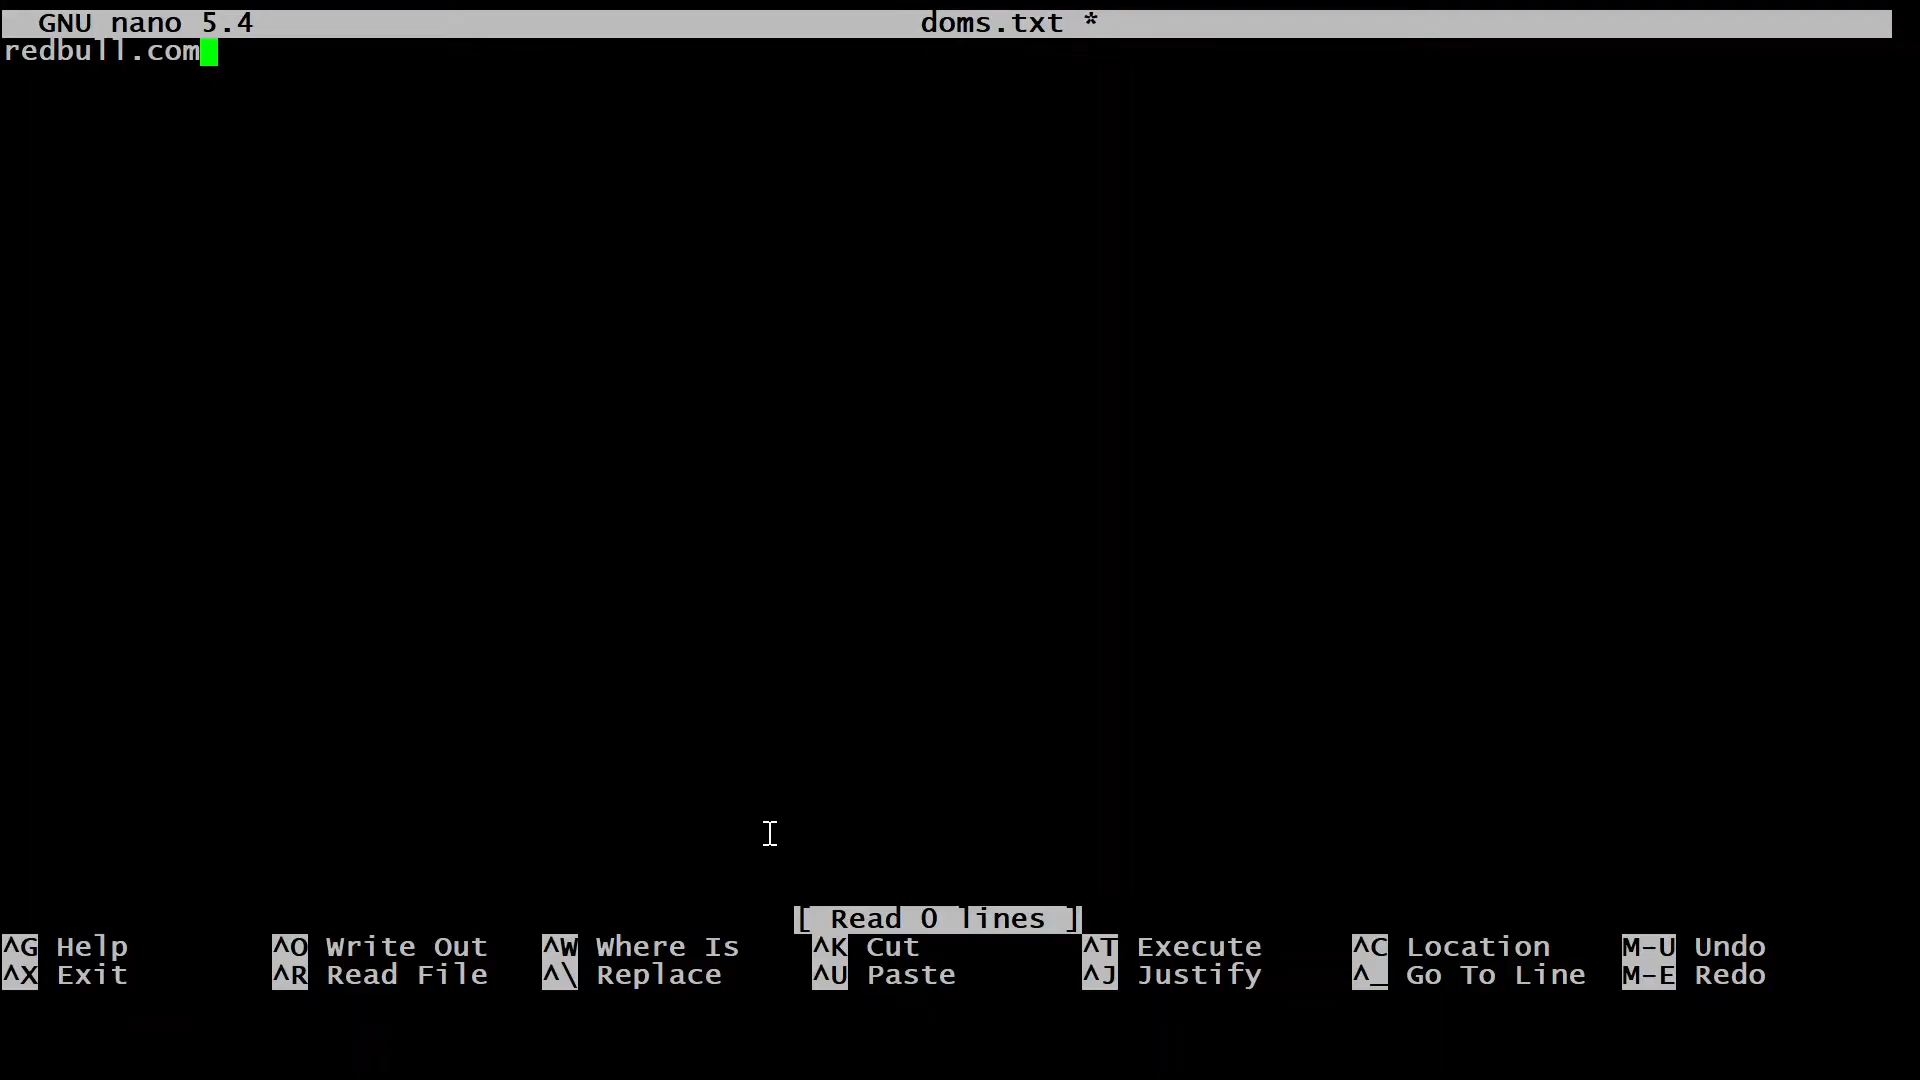 GNU nano 5.4 doms.txt *
redbull.com
[ Read 0 lines ]
^G Help ^O Write Out ^W Where Is ^K Cut ^T Execute ^C Location M-U Undo
^X Exit ^R Read File ^\ Replace ^U Paste ^J Justify ^_ Go To Line M-E Redo